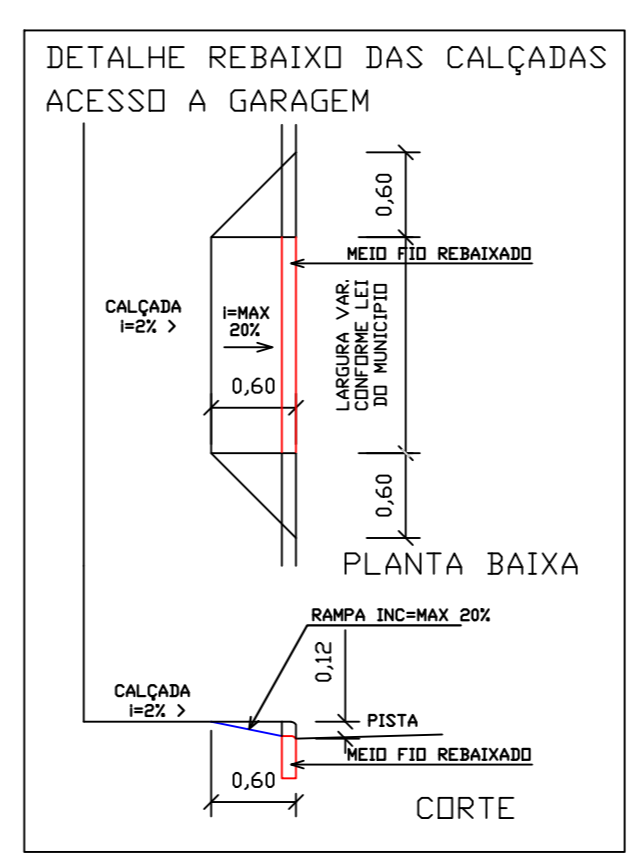 DETALHE REBAIXO DAS CALÇADAS
ACESSO A GARAGEM
0,60
MEIO FIO REBAIXADO
CALÇADA
i=2% >
i=MAX
20%
LARGURA VAR.
CONFORME LEI
DO MUNICIPIO
0,60
0,60
PLANTA BAIXA
RAMPA INC=MAX 20%
0,12
CALÇADA
i=2% >
PISTA
MEIO FIO REBAIXADO
0,60
CORTE